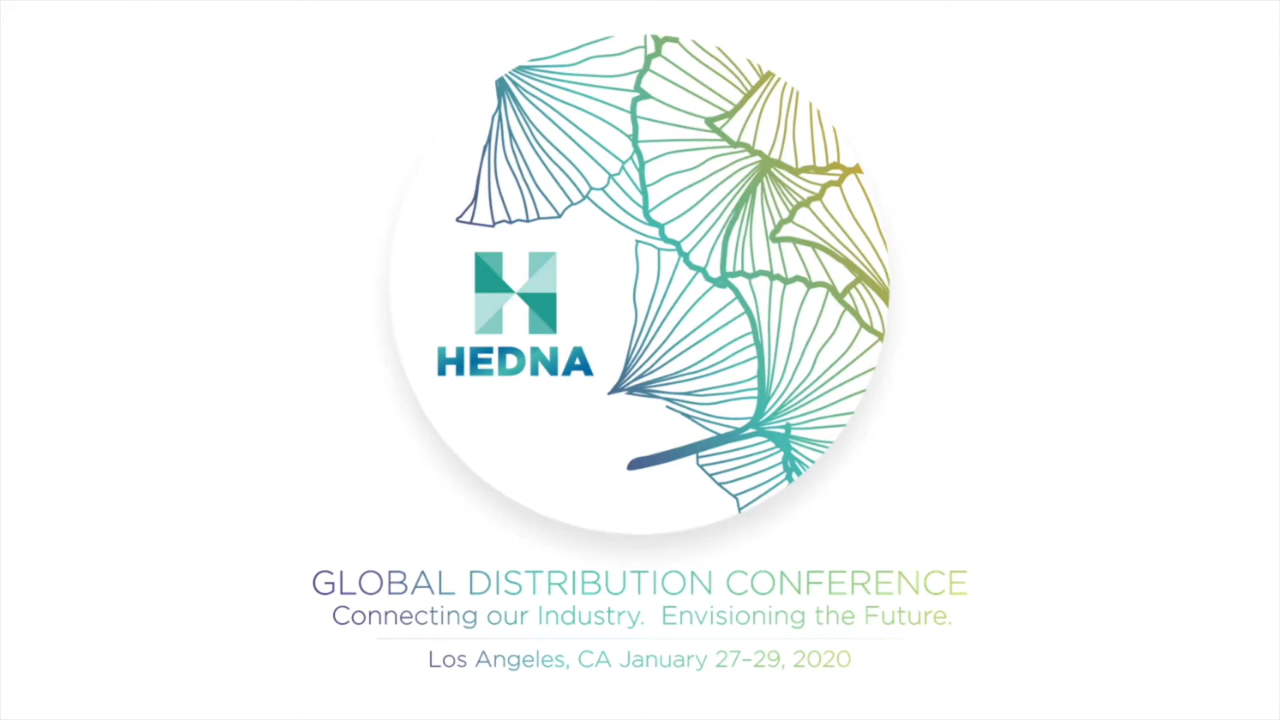 HEDNA
GLOBAL DISTRIBUTION CONFERENCE
Connecting our Industry. Envisioning the Future.
Los Angeles, CA January 27–29, 2020